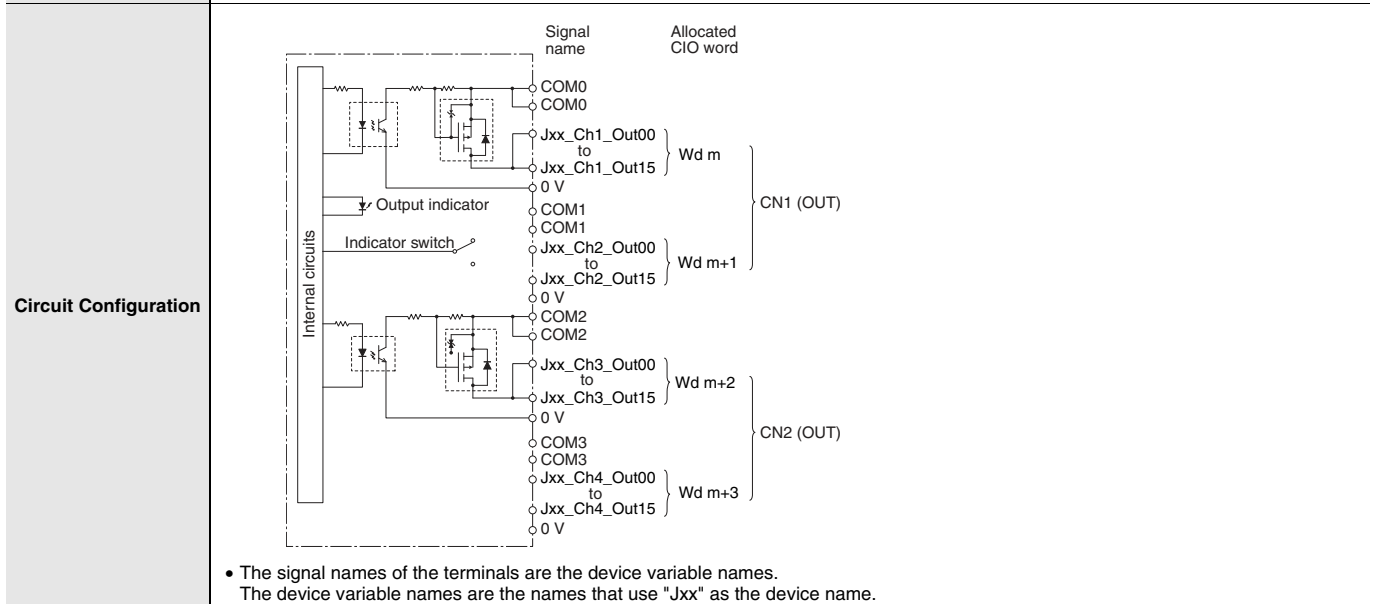 Circuit Configuration
Signal name
Allocated CIO word
Internal circuits
COM0
COM0
Jxx_Ch1_Out00
to
Jxx_Ch1_Out15
Wd m
0 V
Output indicator
COM1
COM1
CN1 (OUT)
Indicator switch
Jxx_Ch2_Out00
to
Jxx_Ch2_Out15
Wd m+1
0 V
COM2
COM2
Jxx_Ch3_Out00
to
Jxx_Ch3_Out15
Wd m+2
0 V
CN2 (OUT)
COM3
COM3
Jxx_Ch4_Out00
to
Jxx_Ch4_Out15
Wd m+3
0 V
• The signal names of the terminals are the device variable names.
The device variable names are the names that use "Jxx" as the device name.